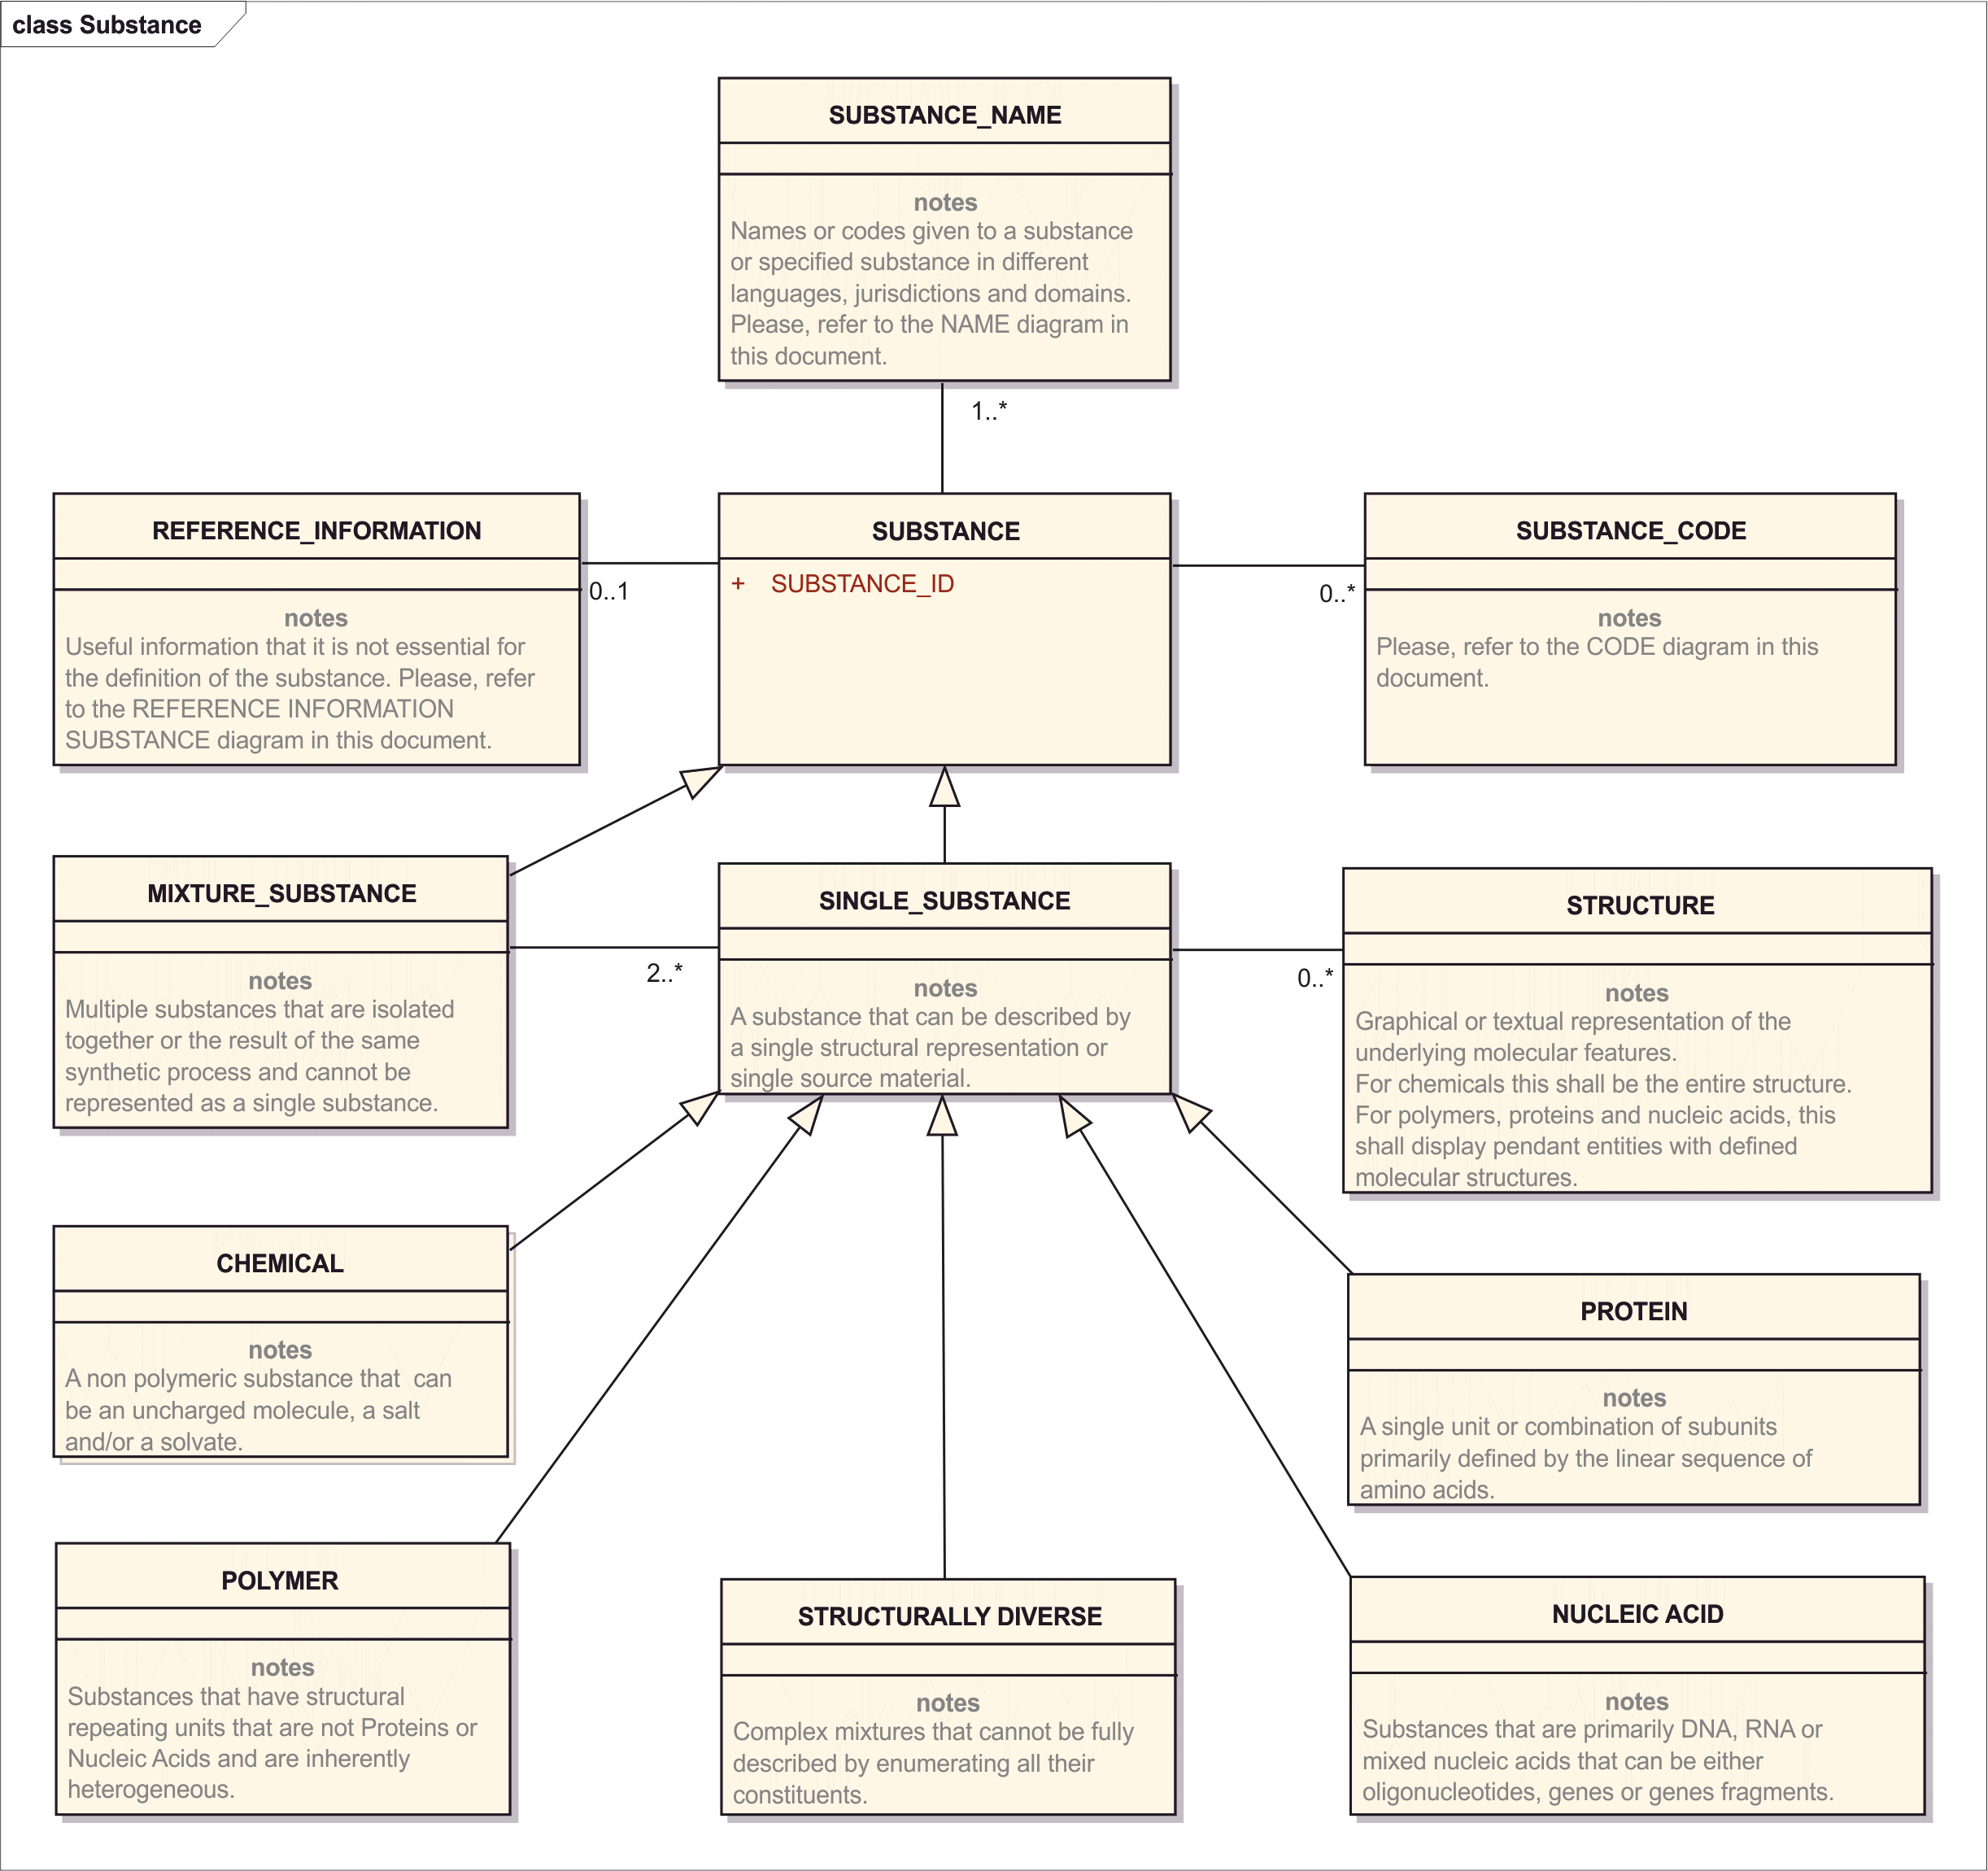 class Substance
SUBSTANCE_NAME
notes
Names or codes given to a substance
or specified substance in different
languages, jurisdictions and domains.
Please, refer to the NAME diagram in
this document.
1..*
REFERENCE_INFORMATION
notes
Useful information that it is not essential for
the definition of the substance. Please, refer
to the REFERENCE INFORMATION
SUBSTANCE diagram in this document.
0..1
SUBSTANCE
+ SUBSTANCE_ID
0..*
SUBSTANCE_CODE
notes
Please, refer to the CODE diagram in this
document.
MIXTURE_SUBSTANCE
notes
Multiple substances that are isolated
together or the result of the same
synthetic process and cannot be
represented as a single substance.
2..*
SINGLE_SUBSTANCE
notes
A substance that can be described by
a single structural representation or
single source material.
0..*
STRUCTURE
notes
Graphical or textual representation of the
underlying molecular features.
For chemicals this shall be the entire structure.
For polymers, proteins and nucleic acids, this
shall display pendant entities with defined
molecular structures.
CHEMICAL
notes
A non polymeric substance that  can
be an uncharged molecule, a salt
and/or a solvate.
PROTEIN
notes
A single unit or combination of subunits
primarily defined by the linear sequence of
amino acids.
POLYMER
notes
Substances that have structural
repeating units that are not Proteins or
Nucleic Acids and are inherently
heterogeneous.
STRUCTURALLY DIVERSE
notes
Complex mixtures that cannot be fully
described by enumerating all their
constituents.
NUCLEIC ACID
notes
Substances that are primarily DNA, RNA or
mixed nucleic acids that can be either
oligonucleotides, genes or genes fragments.